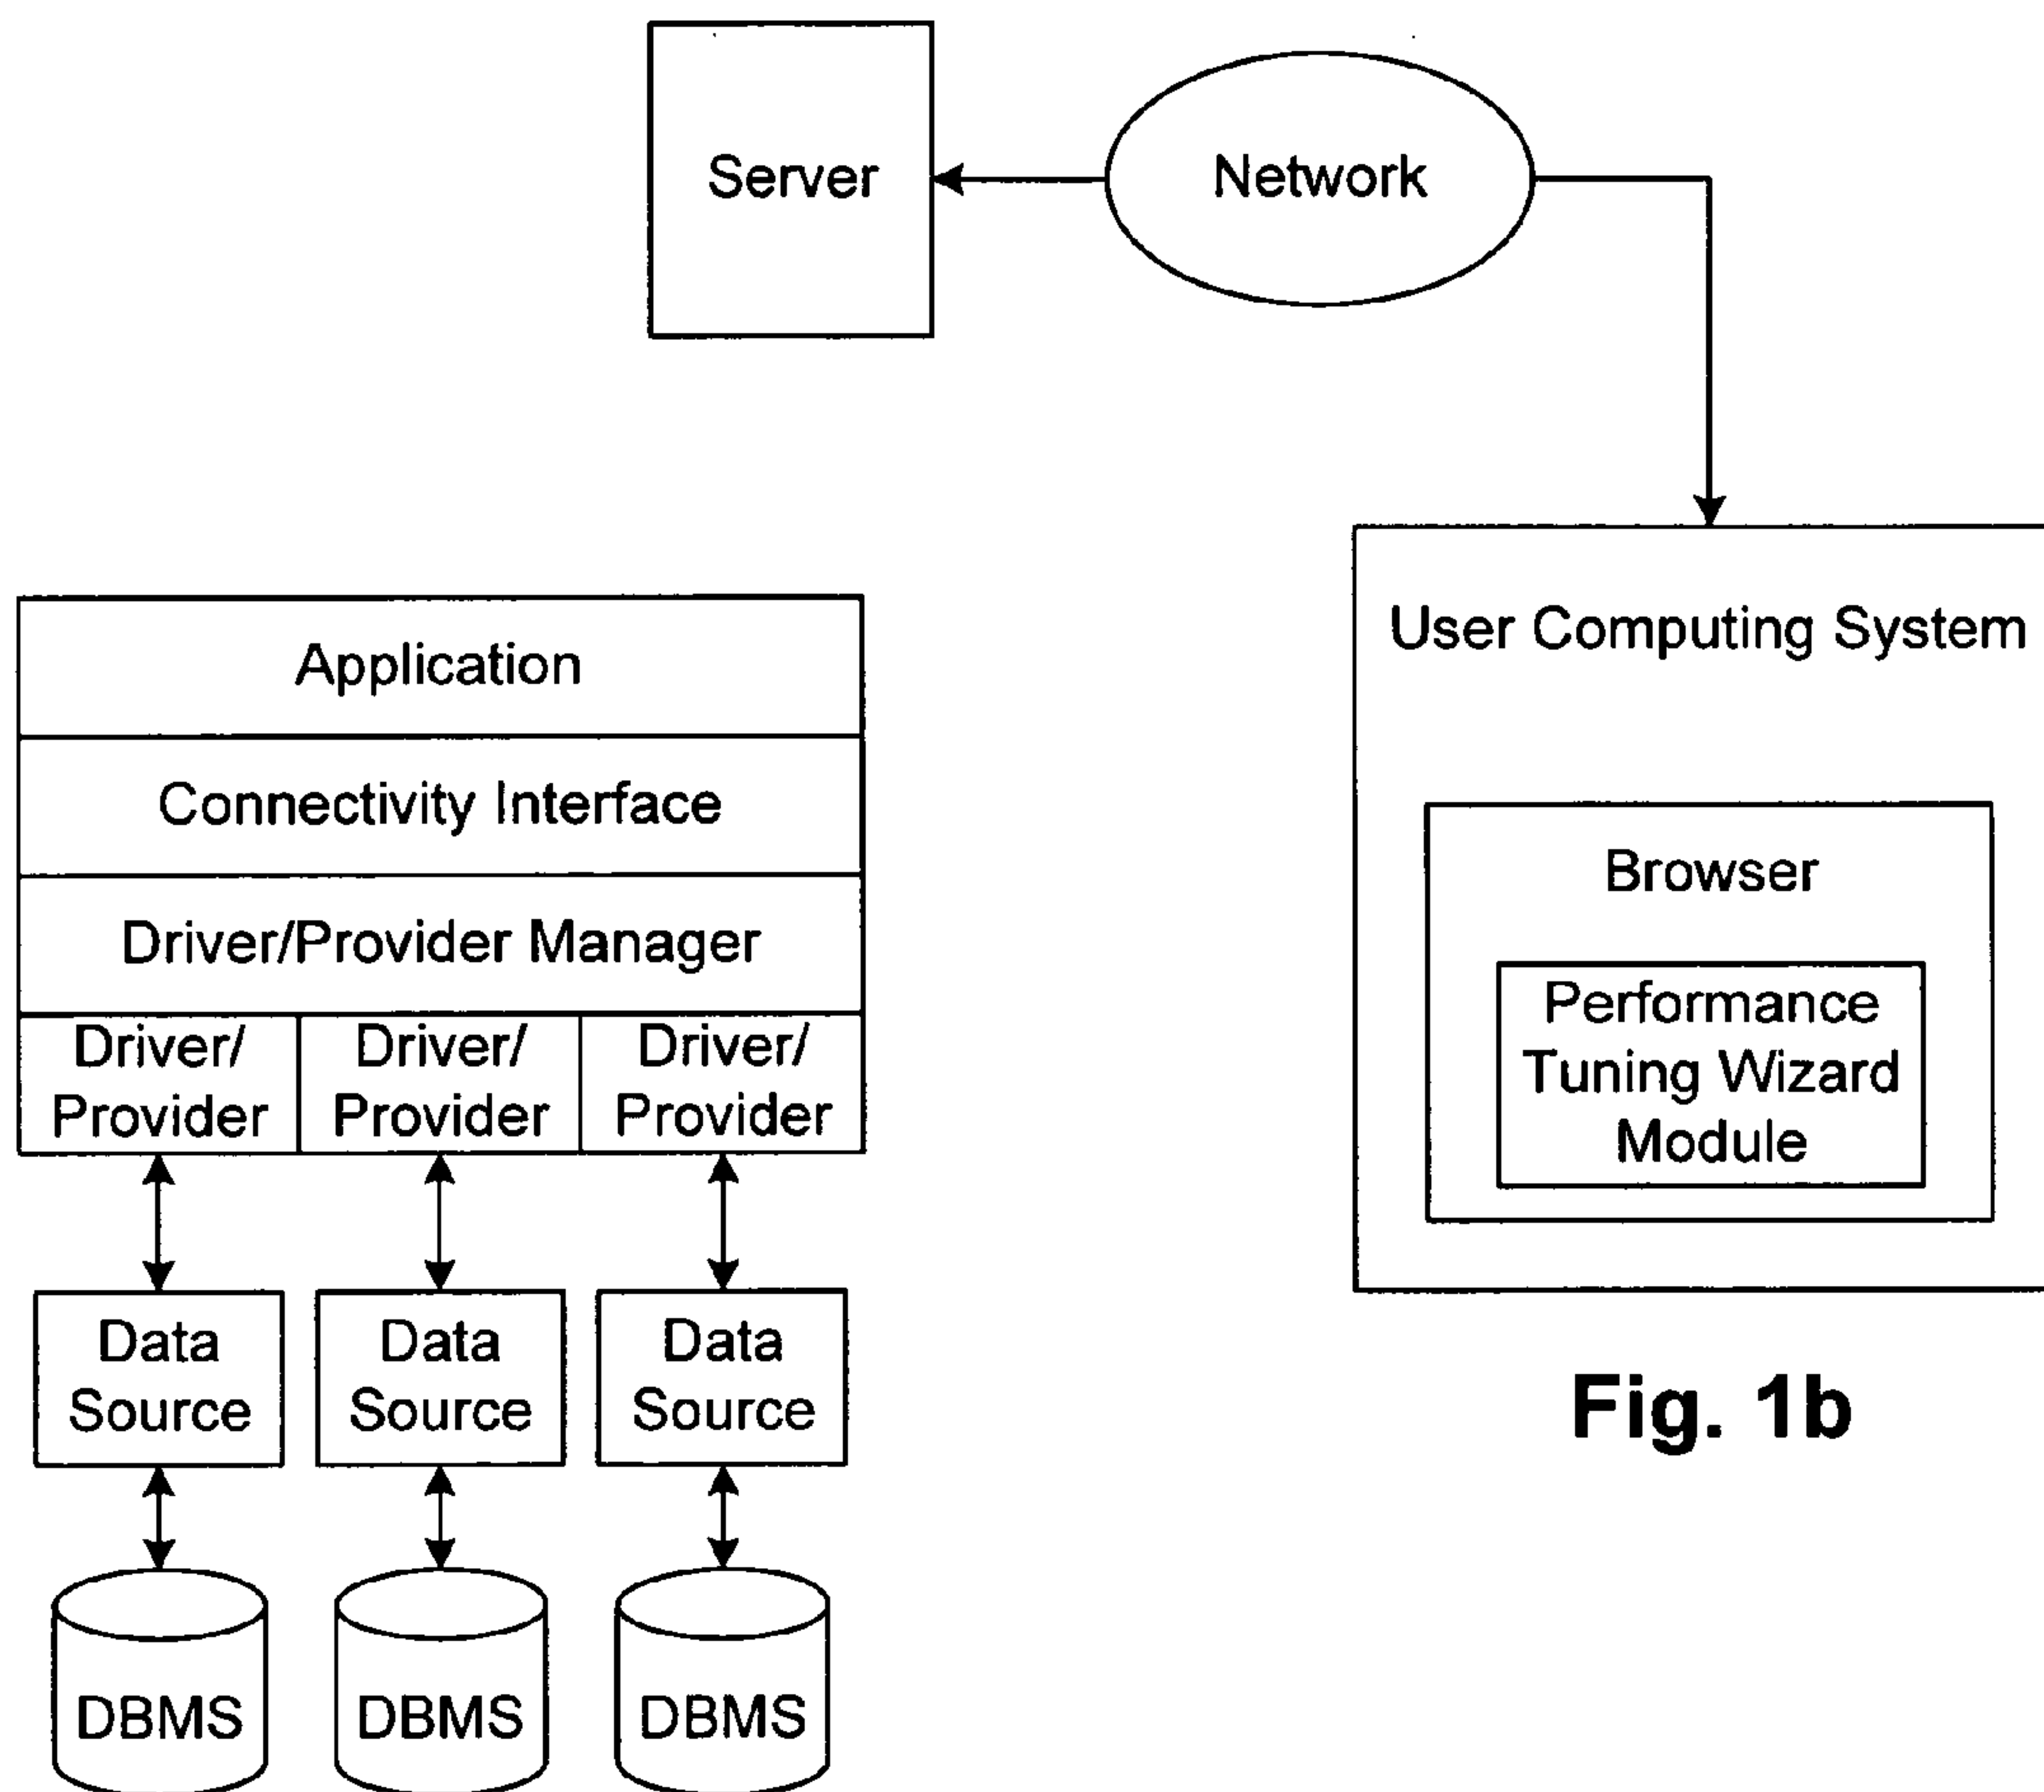 Server
Network
User Computing System
Browser
Performance
Tuning Wizard
Module
Fig. 1b
Application
Connectivity Interface
Driver/Provider Manager
Driver/
Provider
Driver/
Provider
Driver/
Provider
Data
Source
Data
Source
Data
Source
DBMS
DBMS
DBMS